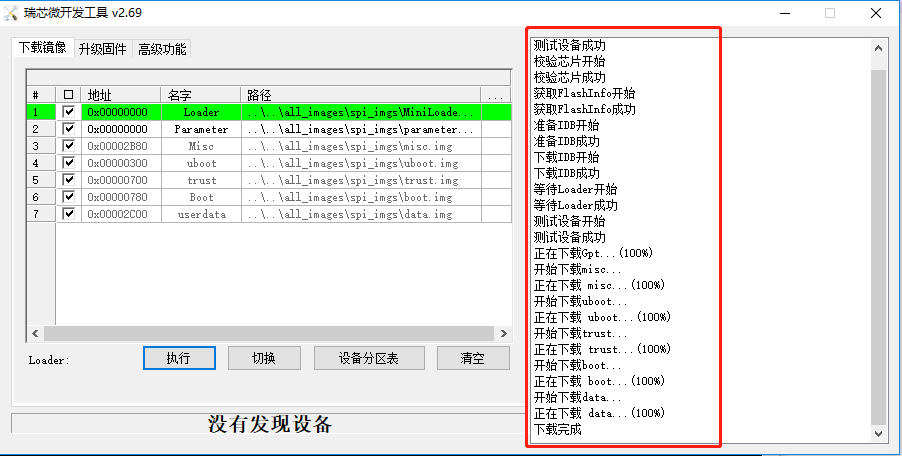 瑞芯微开发工具 v2.69
下载镜像 升级固件 高级功能
# 地址 名字 路径 ...
1 0x00000000 Loader ..\..\all_images\spi_imgs\MiniLoade...
2 0x00000000 Parameter ..\..\all_images\spi_imgs\parameter...
3 0x00002B80 Misc ..\..\all_images\spi_imgs\misc.img
4 0x00000300 uboot ..\..\all_images\spi_imgs\uboot.img
5 0x00000700 trust ..\..\all_images\spi_imgs\trust.img
6 0x00000780 Boot ..\..\all_images\spi_imgs\boot.img
7 0x00002C00 userdata ..\..\all_images\spi_imgs\data.img
Loader: 执行 切换 设备分区表 清空
没有发现设备
测试设备成功
校验芯片开始
校验芯片成功
获取FlashInfo开始
获取FlashInfo成功
准备IDB开始
准备IDB成功
下载IDB开始
下载IDB成功
等待Loader开始
等待Loader成功
测试设备开始
测试设备成功
正在下载Gpt...(100%)
开始下载misc...
正在下载 misc...(100%)
开始下载uboot...
正在下载 uboot...(100%)
开始下载trust...
正在下载 trust...(100%)
开始下载boot...
正在下载 boot...(100%)
开始下载data...
正在下载 data...(100%)
下载完成